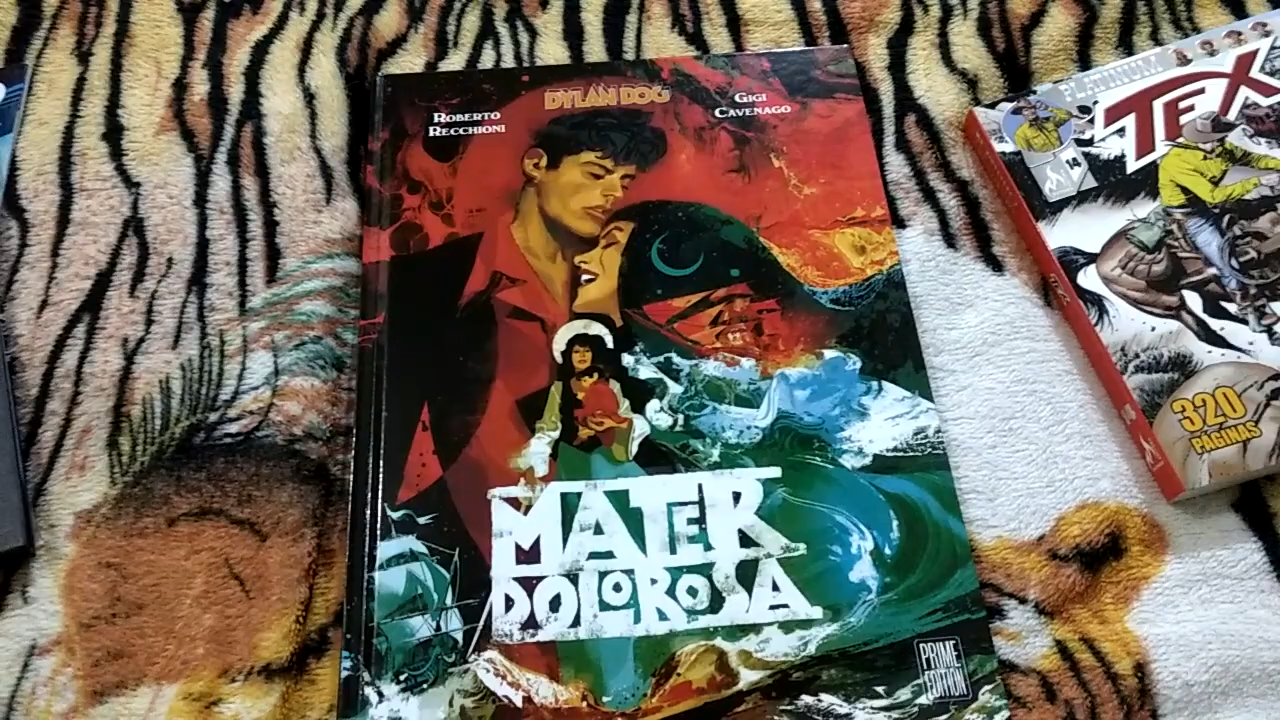 DYLAN DOG
ROBERTO
RECCHIONI
GIGI
CAVENAGO
MATER
DOLOROSA
PRIME
EDITION
PLATINUM
TEX
14
320
PÁGINAS